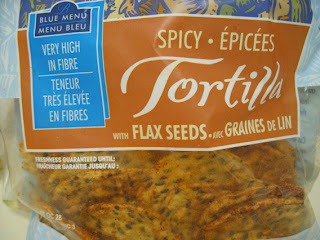 BLUE MENU
MENU BLEU
VERY HIGH
IN FIBRE
TENEUR
TRÈS ÉLEVÉE
EN FIBRES
SPICY • ÉPICÉES
Tortilla
WITH FLAX SEEDS • AVEC GRAINES DE LIN
FRESHNESS GUARANTEED UNTIL:
FRAÎCHEUR GARANTIE JUSQU'AU: